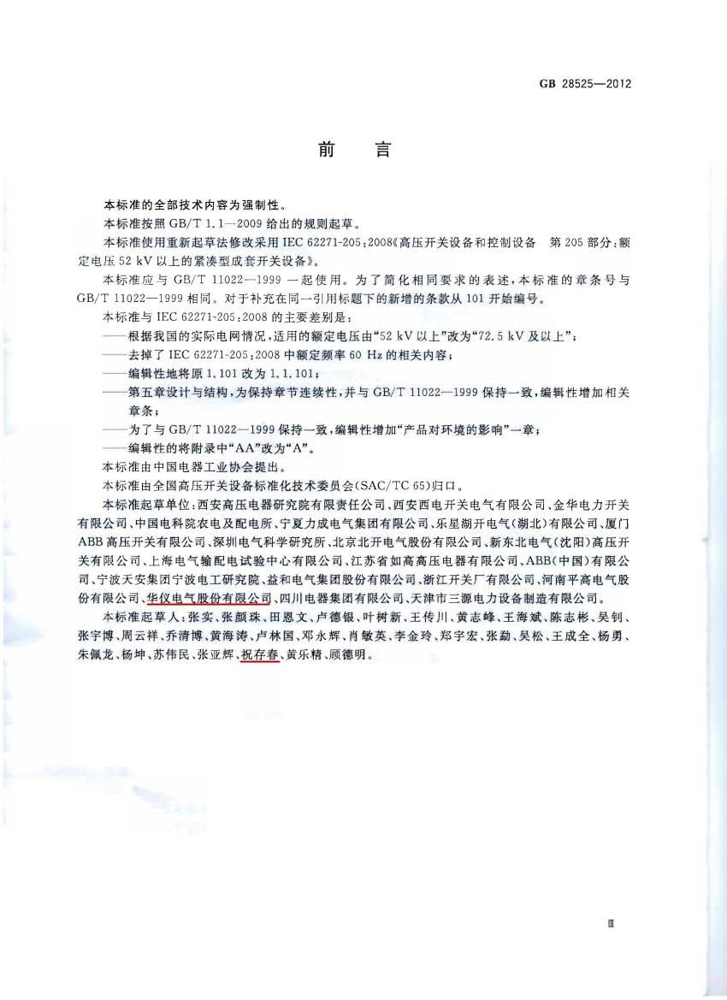 GB 28525—2012
前 言
本标准的全部技术内容为强制性。
本标准按照 GB/T 1.1—2009 给出的规则起草。
本标准使用重新起草法修改采用 IEC 62271-205:2008《高压开关设备和控制设备 第 205 部分:额
定电压 52 kV 以上的紧凑型成套开关设备》。
本标准应与 GB/T 11022—1999 一起使用。为了简化相同要求的表述,本标准的章条号与
GB/T 11022—1999 相同。对于补充在同一引用标题下的新增的条款从 101 开始编号。
本标准与 IEC 62271-205:2008 的主要差别是:
——根据我国的实际电网情况,适用的额定电压由“52 kV 以上”改为“72.5 kV 及以上”;
——去掉了 IEC 62271-205:2008 中额定频率 60 Hz 的相关内容;
——编辑性地将原 1.101 改为 1.1.101;
——第五章设计与结构,为保持章节连续性,并与 GB/T 11022—1999 保持一致,编辑性增加相关
章条;
——为了与 GB/T 11022—1999 保持一致,编辑性增加“产品对环境的影响”一章;
——编辑性的将附录中“AA”改为“A”。
本标准由中国电器工业协会提出。
本标准由全国高压开关设备标准化技术委员会(SAC/TC 65)归口。
本标准起草单位:西安高压电器研究院有限责任公司、西安西电开关电气有限公司、金华电力开关
有限公司、中国电科院农电及配电所、宁夏力成电气集团有限公司、乐星湖开电气(湖北)有限公司、厦门
ABB 高压开关有限公司、深圳电气科学研究所、北京北开电气股份有限公司、新东北电气(沈阳)高压开
关有限公司、上海电气输配电试验中心有限公司、江苏省如高高压电器有限公司、ABB(中国)有限公
司、宁波天安集团宁波电工研究院、益和电气集团股份有限公司、浙江开关厂有限公司、河南平高电气股
份有限公司、华仪电气股份有限公司、四川电器集团有限公司、天津市三源电力设备制造有限公司。
本标准起草人:张实、张颜珠、田恩文、卢德银、叶树新、王传川、黄志峰、王海斌、陈志彬、吴钊、
张宇博、周云祥、乔清博、黄海涛、卢林国、邓永辉、肖敏英、李金玲、郑宇宏、张勐、吴松、王成全、杨勇、
朱佩龙、杨坤、苏伟民、张亚辉、祝存春、黄乐精、顾德明。
Ⅲ